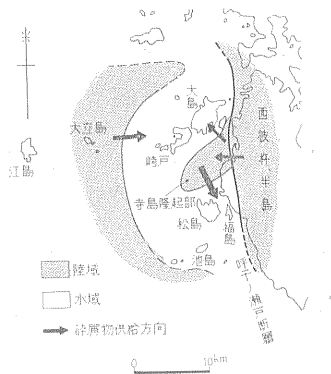 大島
西彼杵半島
大立島
崎戸
江島
寺島隆起部
松島
福島
池島
呼子ノ瀬戸断層
陸域
水域
砕屑物供給方向
0 10km